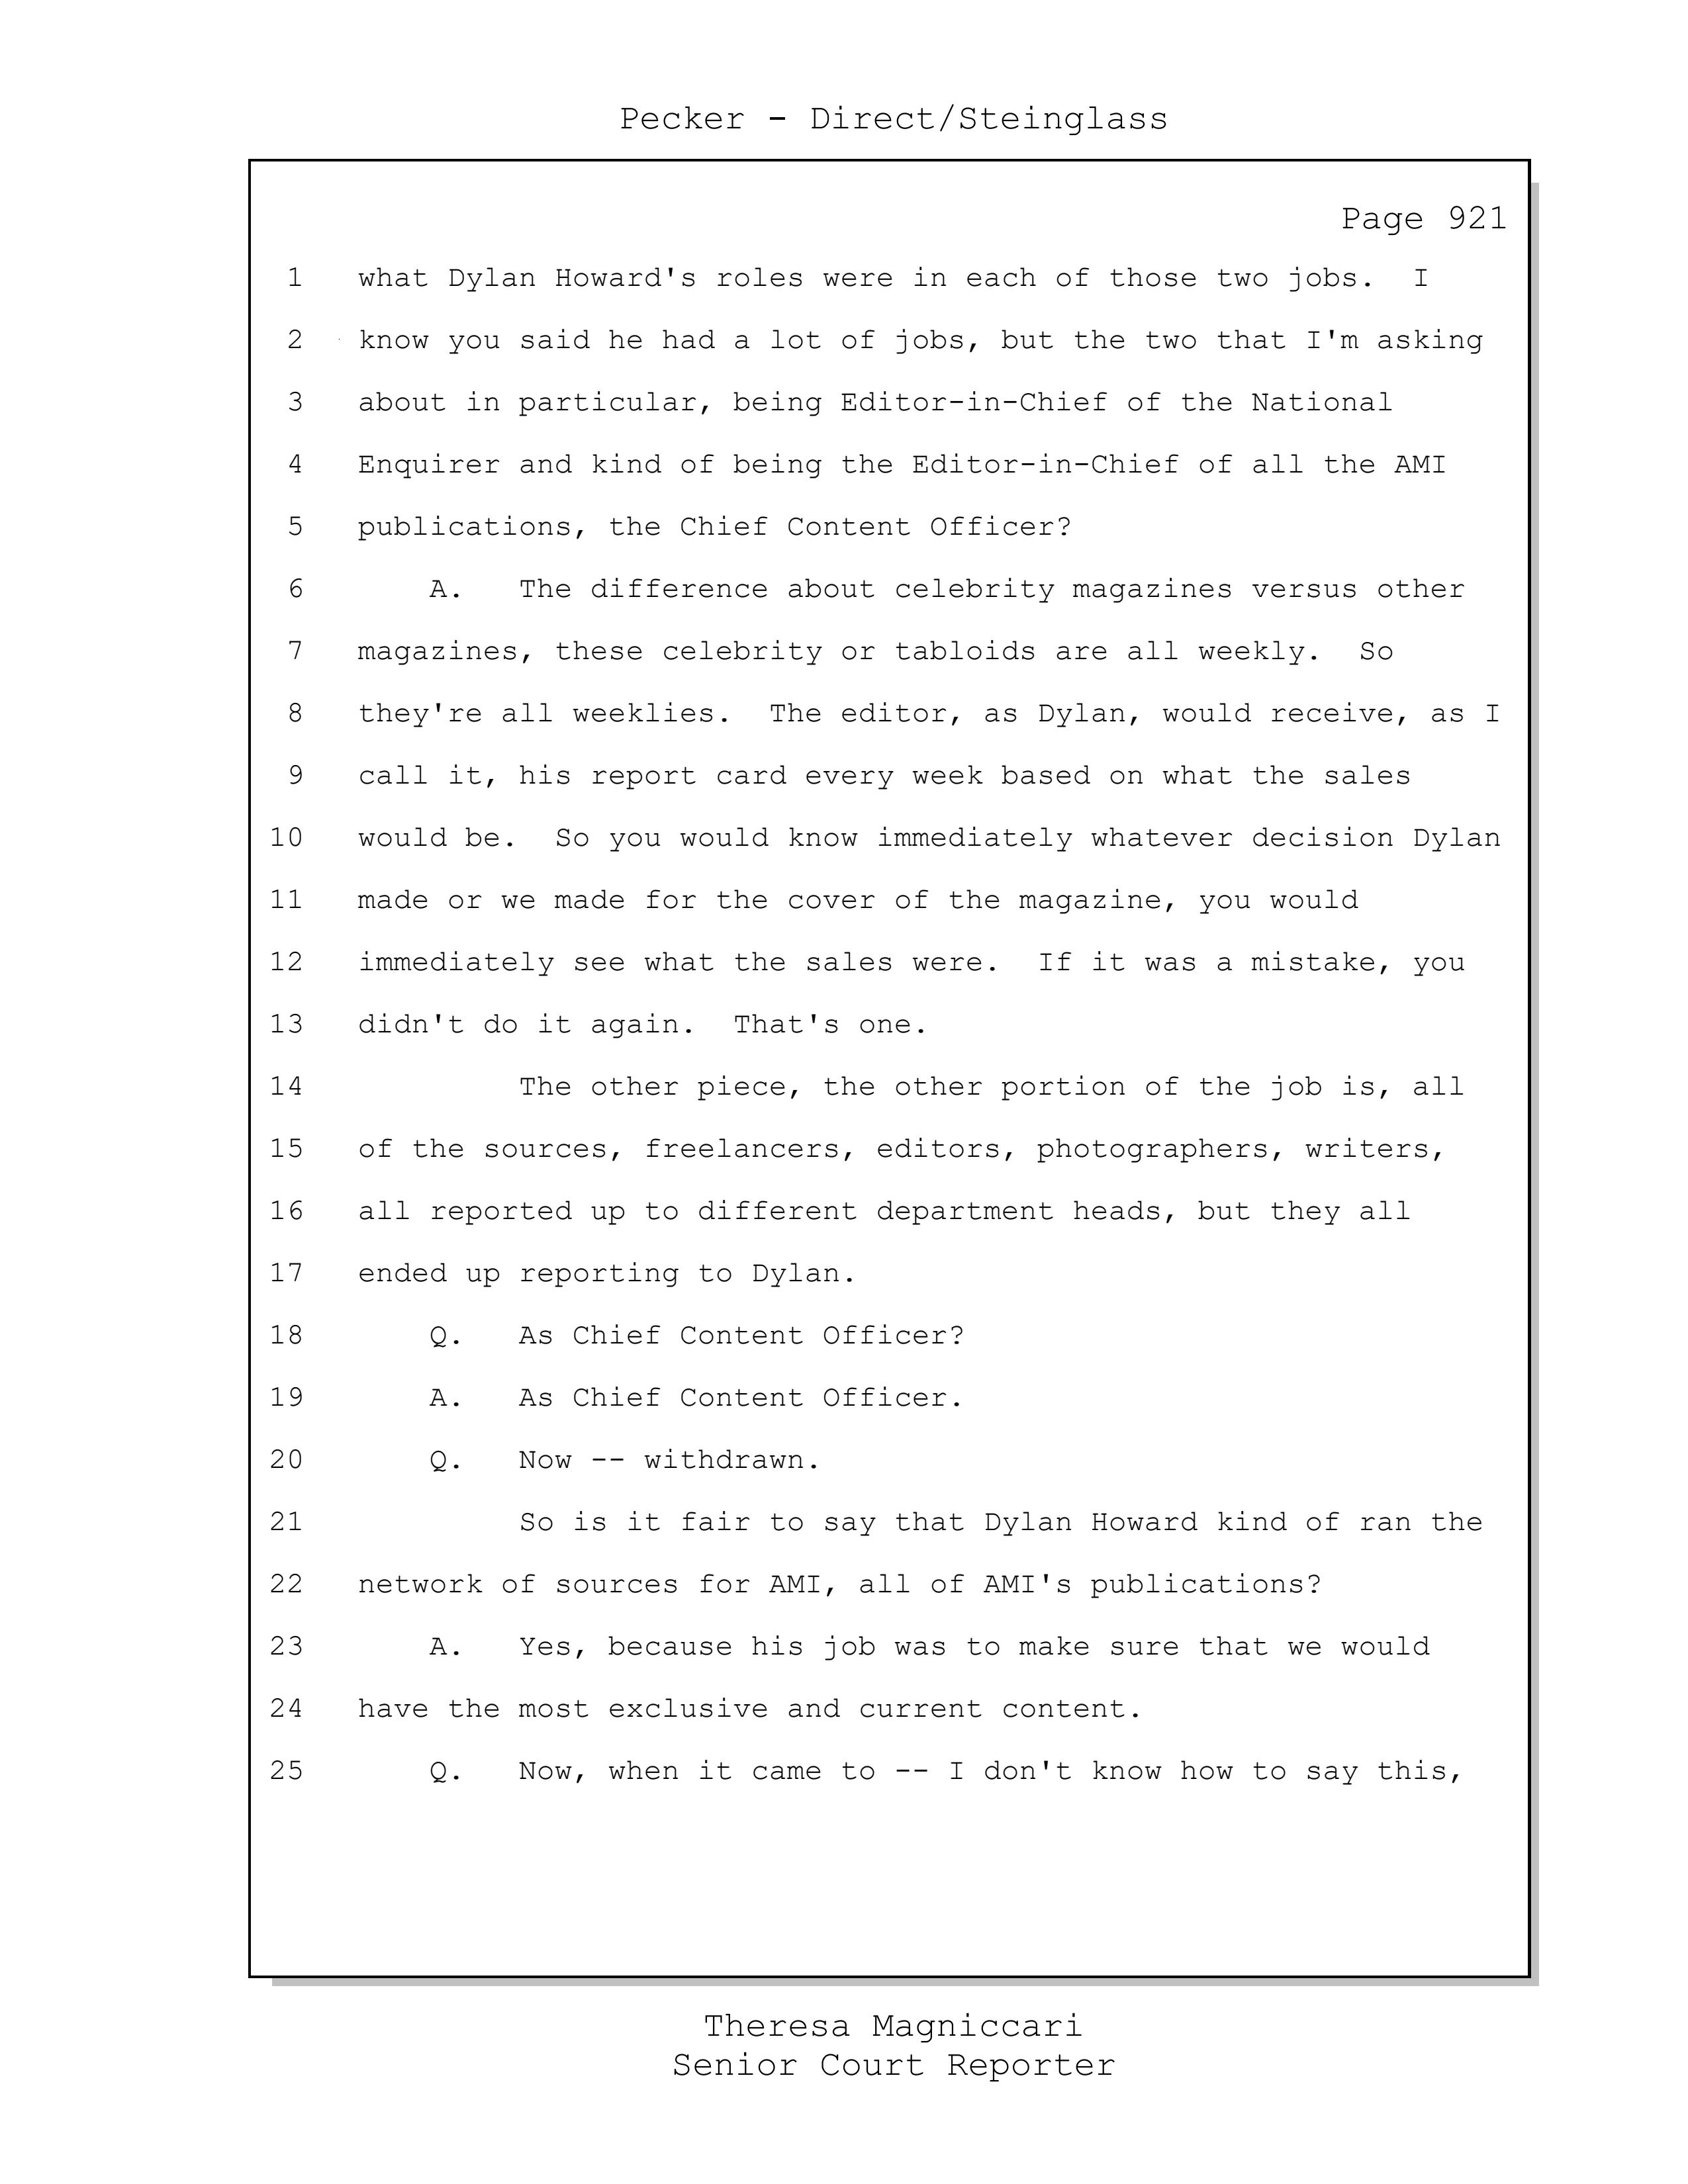 Pecker - Direct/Steinglass
Page 921
1 what Dylan Howard's roles were in each of those two jobs. I
2 know you said he had a lot of jobs, but the two that I'm asking
3 about in particular, being Editor-in-Chief of the National
4 Enquirer and kind of being the Editor-in-Chief of all the AMI
5 publications, the Chief Content Officer?
6 A. The difference about celebrity magazines versus other
7 magazines, these celebrity or tabloids are all weekly. So
8 they're all weeklies. The editor, as Dylan, would receive, as I
9 call it, his report card every week based on what the sales
10 would be. So you would know immediately whatever decision Dylan
11 made or we made for the cover of the magazine, you would
12 immediately see what the sales were. If it was a mistake, you
13 didn't do it again. That's one.
14 The other piece, the other portion of the job is, all
15 of the sources, freelancers, editors, photographers, writers,
16 all reported up to different department heads, but they all
17 ended up reporting to Dylan.
18 Q. As Chief Content Officer?
19 A. As Chief Content Officer.
20 Q. Now -- withdrawn.
21 So is it fair to say that Dylan Howard kind of ran the
22 network of sources for AMI, all of AMI's publications?
23 A. Yes, because his job was to make sure that we would
24 have the most exclusive and current content.
25 Q. Now, when it came to -- I don't know how to say this,
Theresa Magniccari
Senior Court Reporter